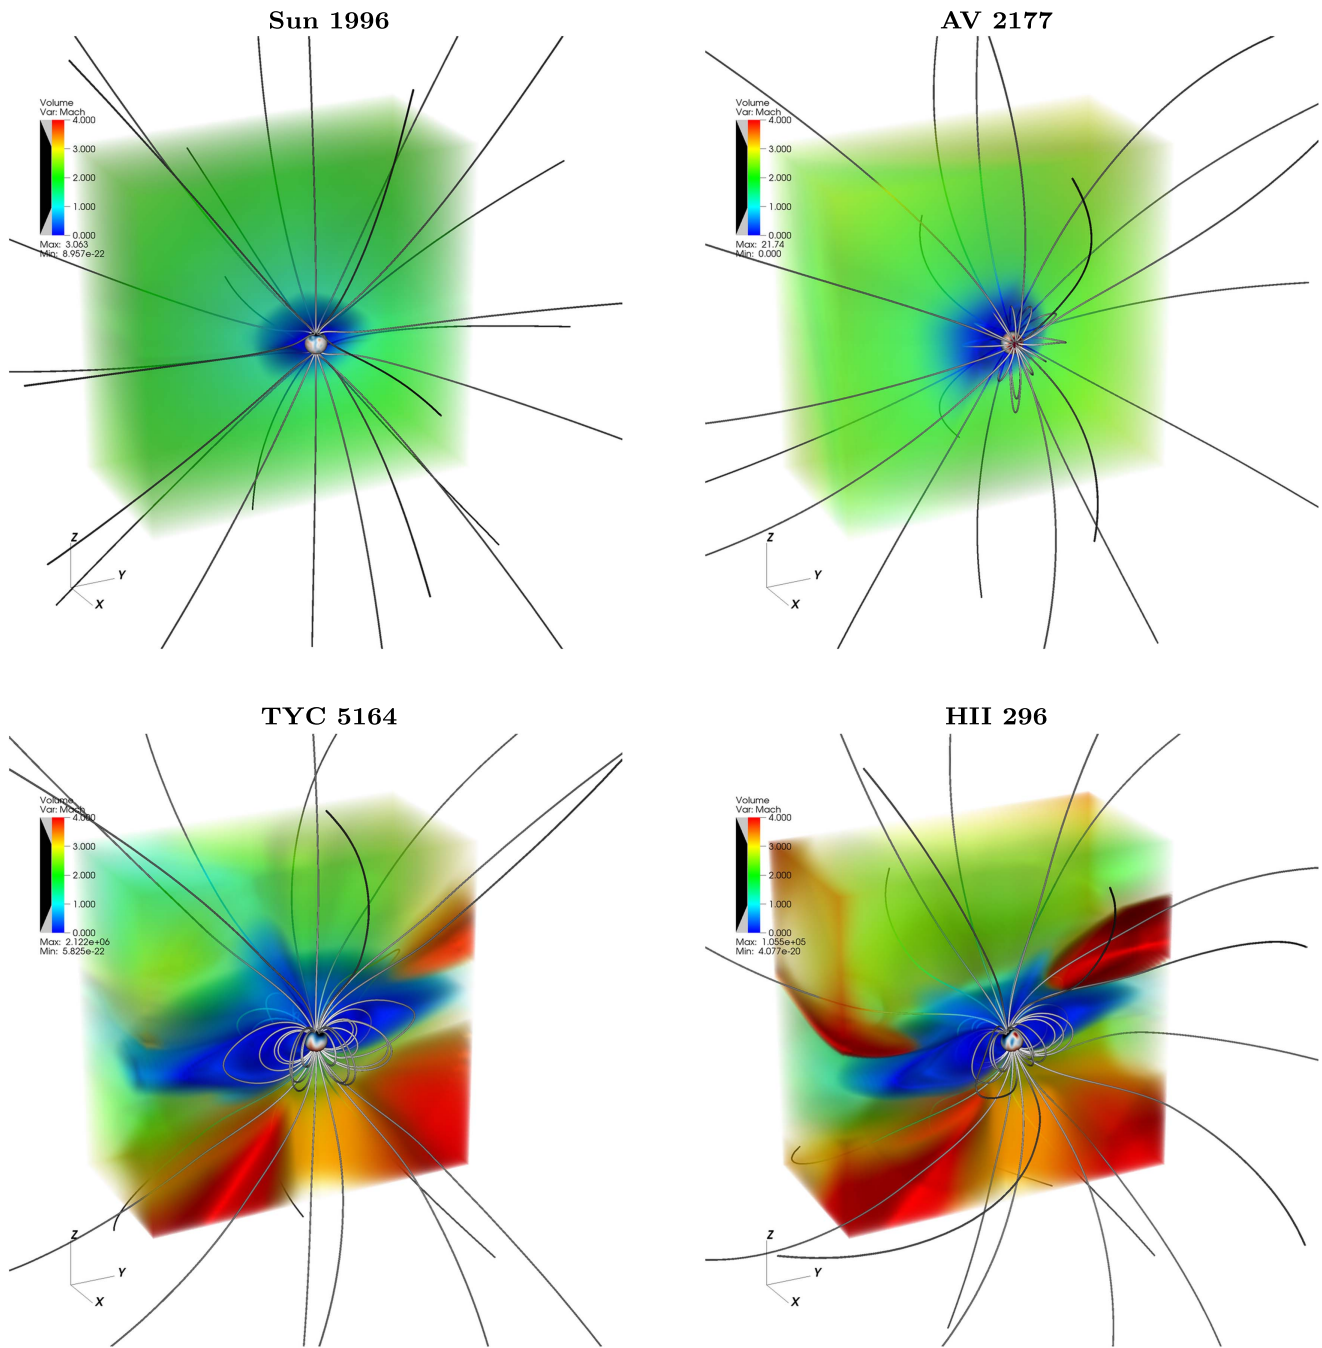 Sun 1996
Volume
Var: Mach
4.000
3.000
2.000
1.000
0.000
Max: 3.063
Min: 8.957e-22
Z
Y
X
AV 2177
Volume
Var: Mach
4.000
3.000
2.000
1.000
0.000
Max: 21.74
Min: 0.000
Z
Y
X
TYC 5164
Volume
Var: Mach
4.000
3.000
2.000
1.000
0.000
Max: 2.122e+06
Min: 5.825e-22
Z
Y
X
HII 296
Volume
Var: Mach
4.000
3.000
2.000
1.000
0.000
Max: 1.055e+05
Min: 4.077e-20
Z
Y
X